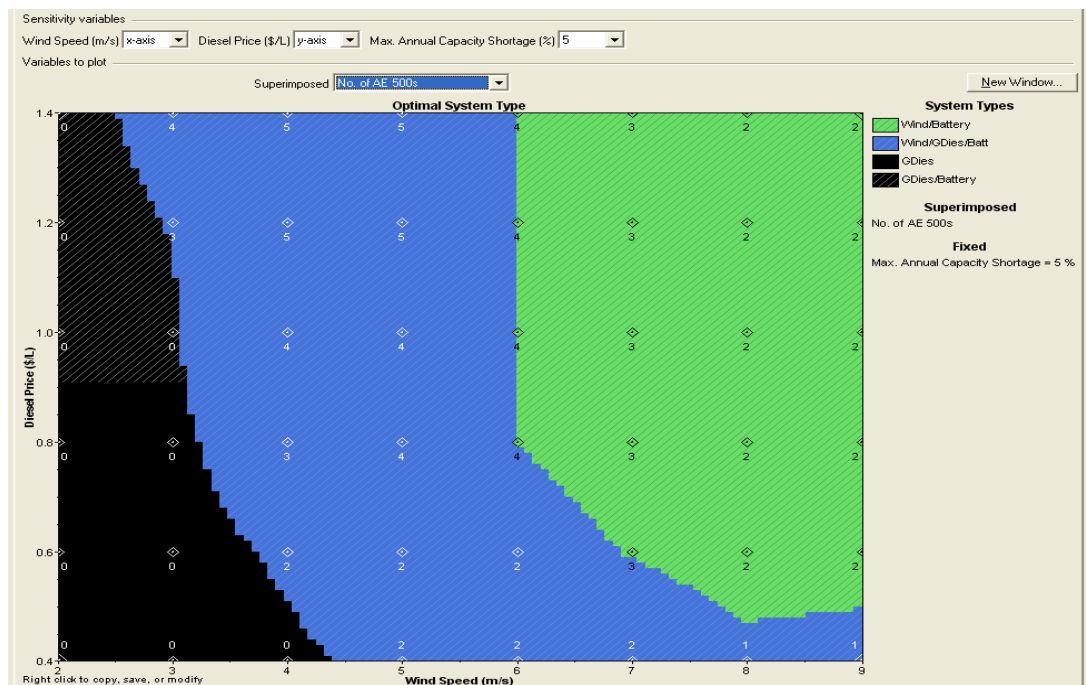 Sensitivity variables
Wind Speed (m/s) x-axis Diesel Price ($/L) y-axis Max. Annual Capacity Shortage (%) 5
Variables to plot
Superimposed No. of AE 500s New Window...
Optimal System Type
System Types
Wind/Battery
Wind/GDies/Batt
GDies
GDies/Battery
Superimposed
No. of AE 500s
Fixed
Max. Annual Capacity Shortage = 5 %
Diesel Price ($/L)
1.4
0 4 5 5 4 3 2 2
1.2
0 3 5 5 4 3 2 2
1.0
0 0 4 4 4 3 2 2
0.8
0 0 3 4 4 3 2 2
0.6
0 0 2 2 2 3 2 2
0 0 0 2 2 2 1 1
0.4
2 3 4 5 6 7 8 9
Right click to copy, save, or modify
Wind Speed (m/s)